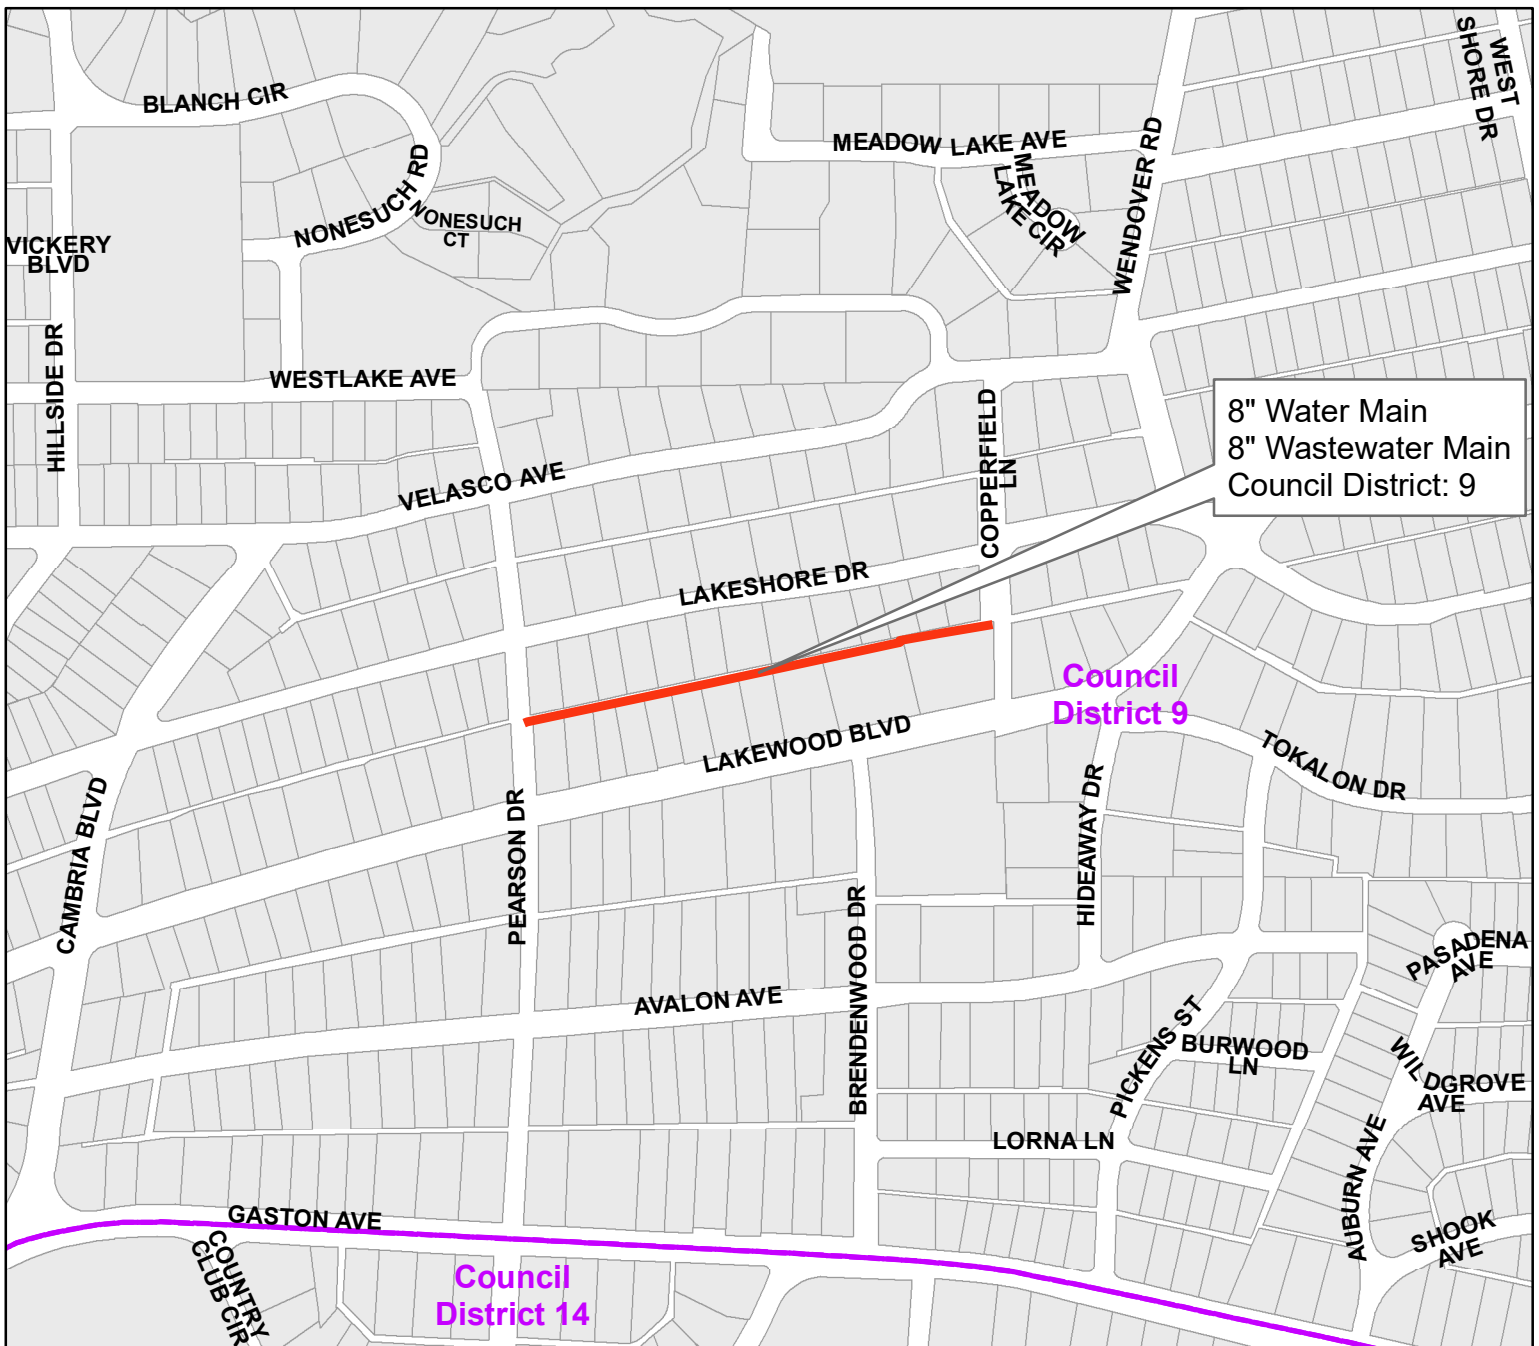 BLANCH CIR
WEST
SHORE DR
MEADOW LAKE AVE
NONESUCH RD
MEADOW
LAKE CIR
WENDOVER RD
NONESUCH
CT
VICKERY
BLVD
HILLSIDE DR
WESTLAKE AVE
COPPERFIELD
LN
8" Water Main
8" Wastewater Main
Council District: 9
VELASCO AVE
LAKESHORE DR
Council
District 9
LAKEWOOD BLVD
TOKALON DR
CAMBRIA BLVD
PEARSON DR
HIDEAWAY DR
BRENDENWOOD DR
PASADENA
AVE
AVALON AVE
PICKENS ST
BURWOOD
LN
WILDGROVE
AVE
LORNA LN
AUBURN AVE
GASTON AVE
SHOOK
AVE
COUNTRY
CLUB CIR
Council
District 14